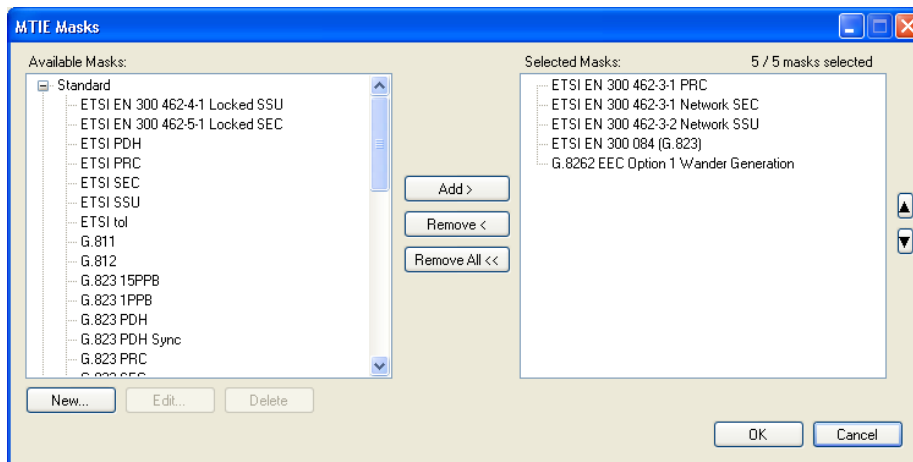 MTIE Masks
Available Masks:
Standard
ETSI EN 300 462-4-1 Locked SSU
ETSI EN 300 462-5-1 Locked SEC
ETSI PDH
ETSI PRC
ETSI SEC
ETSI SSU
ETSI tol
G.811
G.812
G.823 15PPB
G.823 1PPB
G.823 PDH
G.823 PDH Sync
G.823 PRC
G.823 SEC
New...
Edit...
Delete
Add >
Remove <
Remove All <<
Selected Masks:
5 / 5 masks selected
ETSI EN 300 462-3-1 PRC
ETSI EN 300 462-3-1 Network SEC
ETSI EN 300 462-3-2 Network SSU
ETSI EN 300 084 (G.823)
G.8262 EEC Option 1 Wander Generation
OK
Cancel